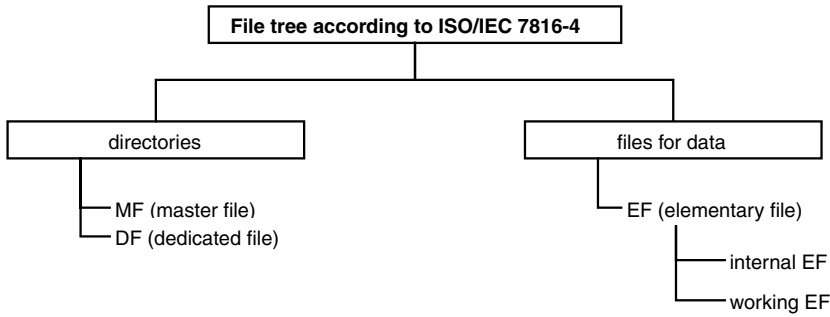 File tree according to ISO/IEC 7816-4
directories
files for data
MF (master file)
DF (dedicated file)
EF (elementary file)
internal EF
working EF